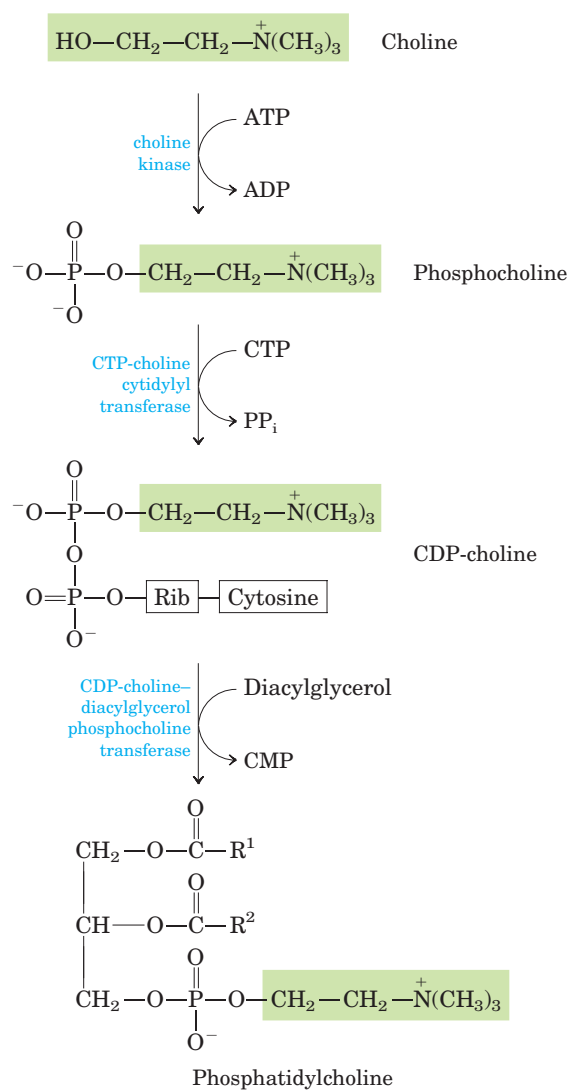 HO—CH₂—CH₂—N⁺(CH₃)₃ Choline
ATP
choline
kinase
ADP
O
⁻O—P—O—CH₂—CH₂—N⁺(CH₃)₃ Phosphocholine
⁻O
CTP
CTP-choline
cytidylyl
transferase
PPᵢ
O
⁻O—P—O—CH₂—CH₂—N⁺(CH₃)₃
O
CDP-choline
O=P—O—Rib—Cytosine
O⁻
CDP-choline–
diacylglycerol
phosphocholine
transferase
Diacylglycerol
CMP
O
CH₂—O—C—R¹
O
CH—O—C—R²
O
CH₂—O—P—O—CH₂—CH₂—N⁺(CH₃)₃
O⁻
Phosphatidylcholine